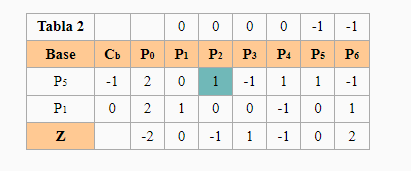 Tabla 2 0 0 0 0 -1 -1
Base Cb P0 P1 P2 P3 P4 P5 P6
P5 -1 2 0 1 -1 1 1 -1
P1 0 2 1 0 0 -1 0 1
Z -2 0 -1 1 -1 0 2